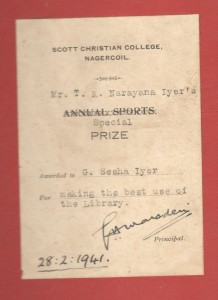 SCOTT CHRISTIAN COLLEGE,
NAGERCOIL.
Mr. T. A. Narayana Iyer's
ANNUAL SPORTS.
Special
PRIZE
Awarded to G. Sesha Iyer
For making the best use of
the Library.
Principal.
28:2:1941.